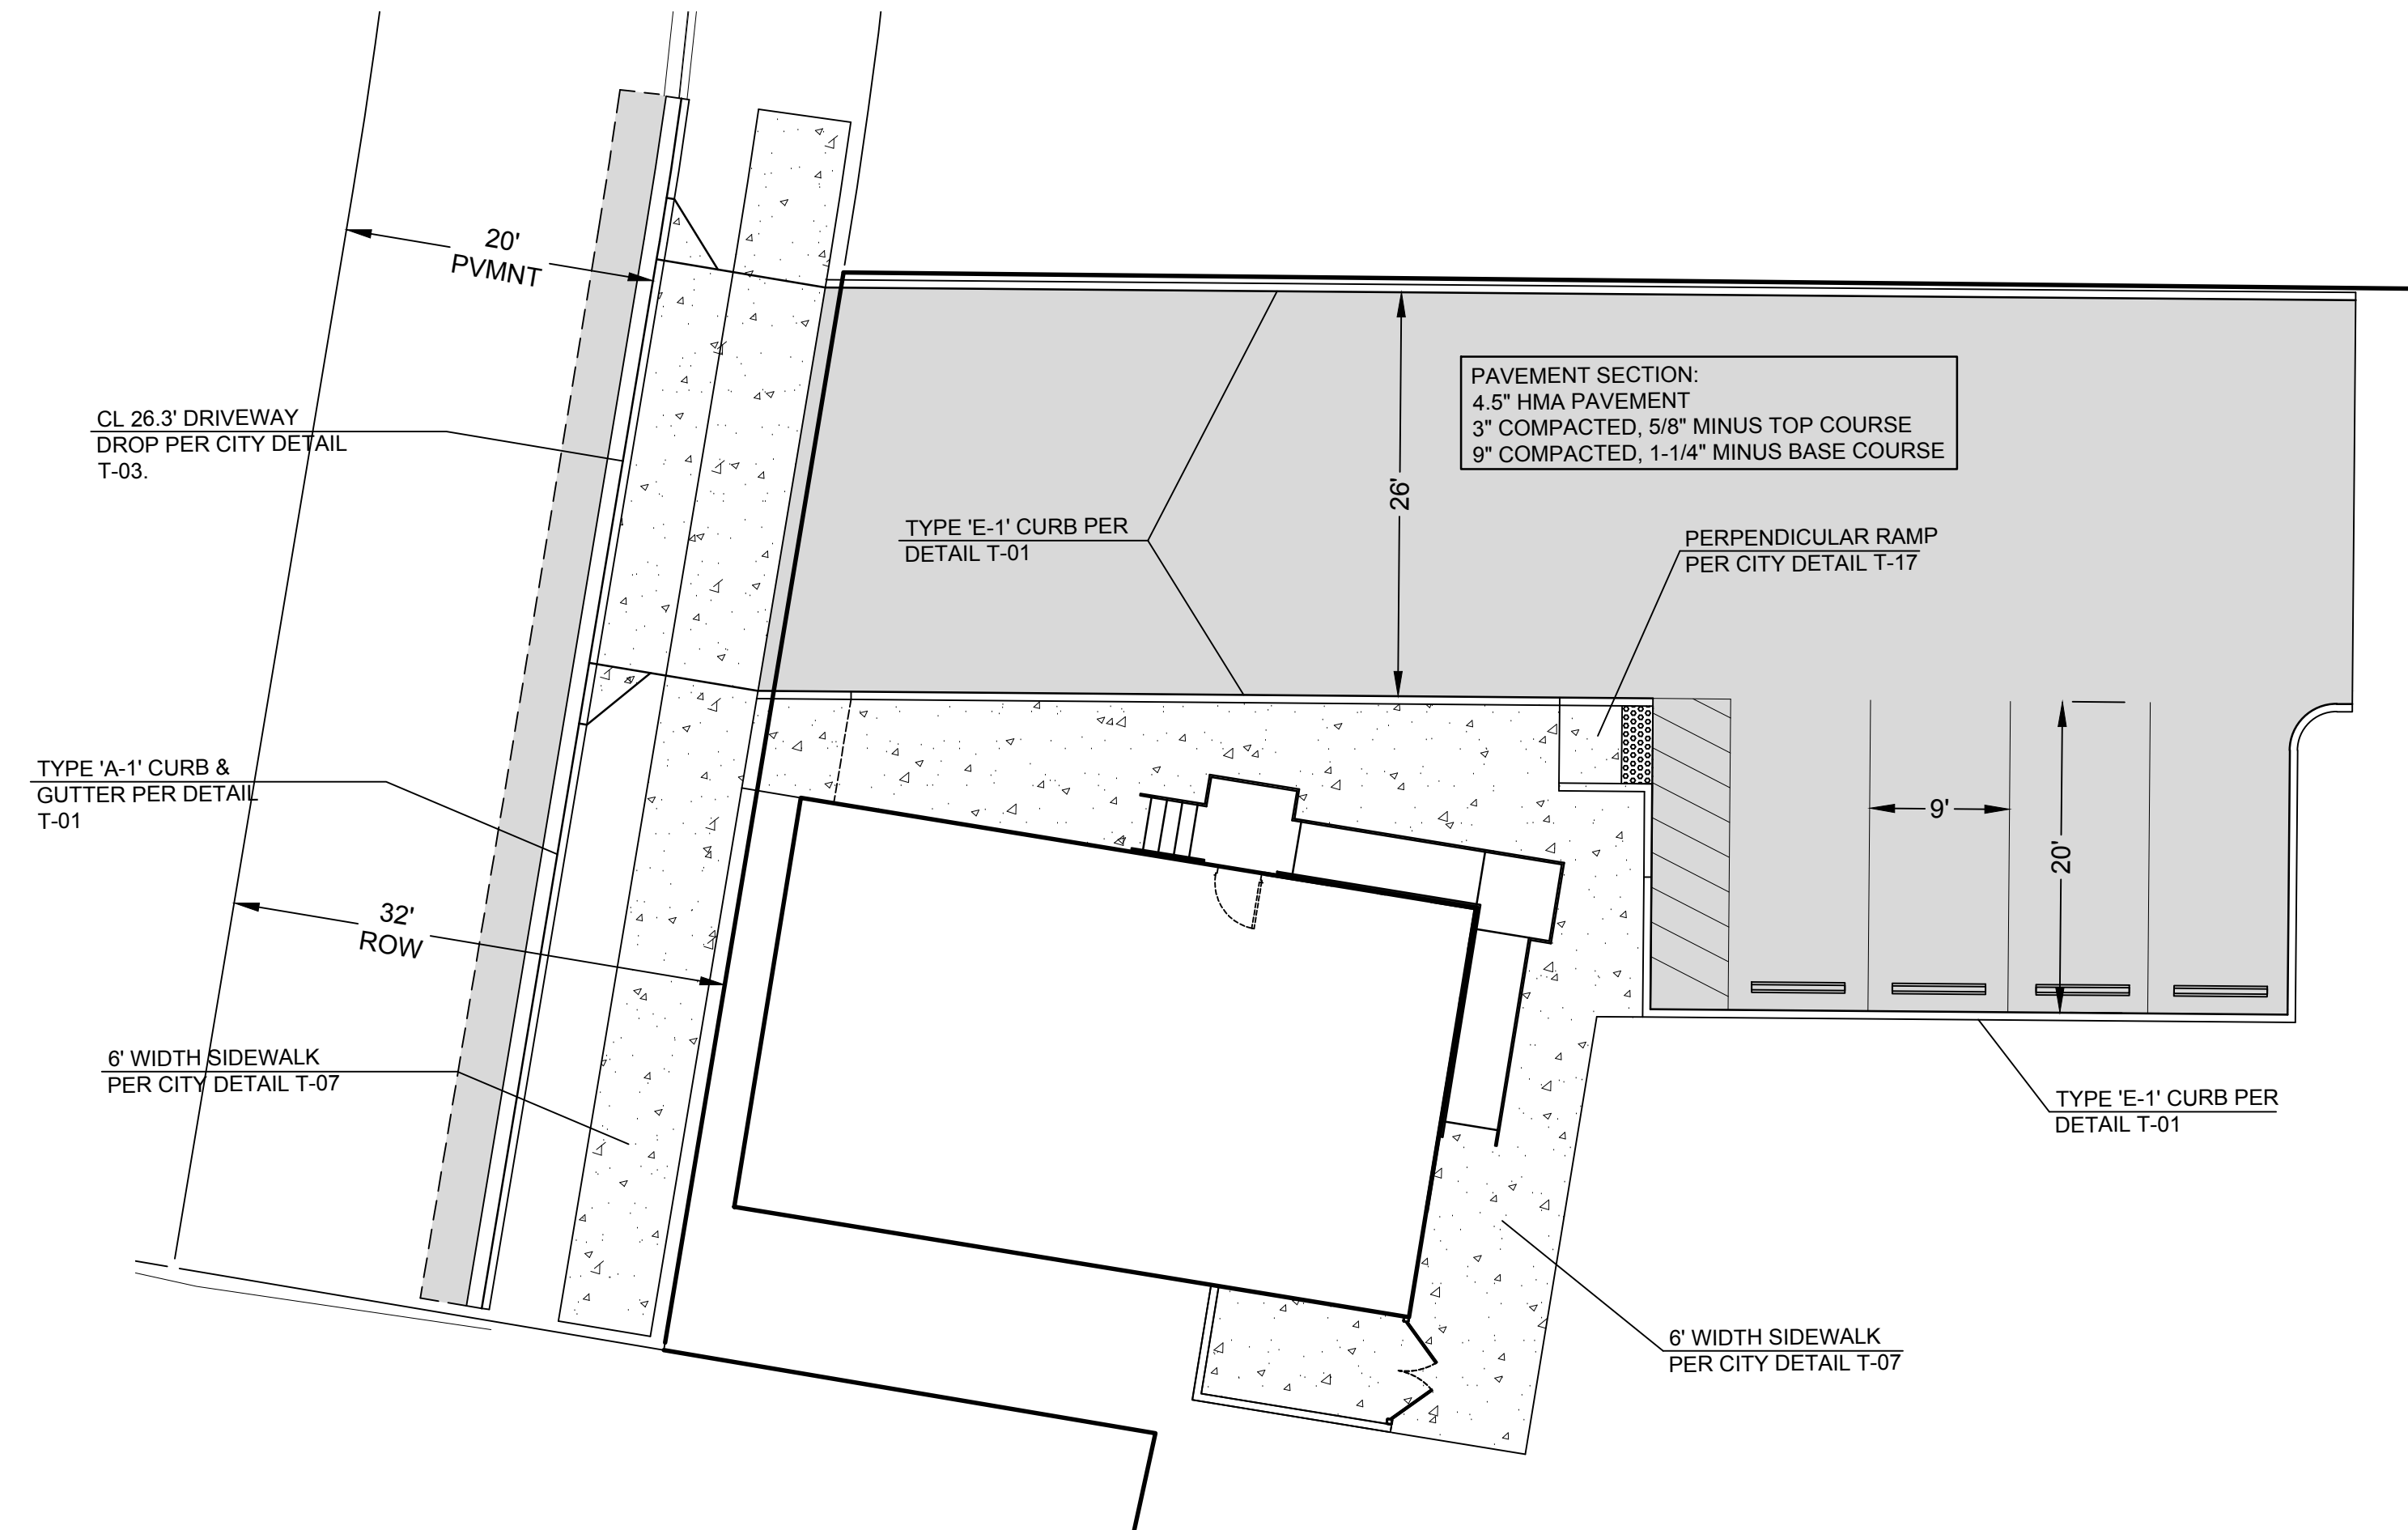 20'
PVMNT
PAVEMENT SECTION:
4.5" HMA PAVEMENT
3" COMPACTED, 5/8" MINUS TOP COURSE
9" COMPACTED, 1-1/4" MINUS BASE COURSE
CL 26.3' DRIVEWAY
DROP PER CITY DETAIL
T-03.
26'
TYPE 'E-1' CURB PER
DETAIL T-01
PERPENDICULAR RAMP
PER CITY DETAIL T-17
TYPE 'A-1' CURB &
GUTTER PER DETAIL
T-01
9'
20'
32'
ROW
6' WIDTH SIDEWALK
PER CITY DETAIL T-07
TYPE 'E-1' CURB PER
DETAIL T-01
6' WIDTH SIDEWALK
PER CITY DETAIL T-07